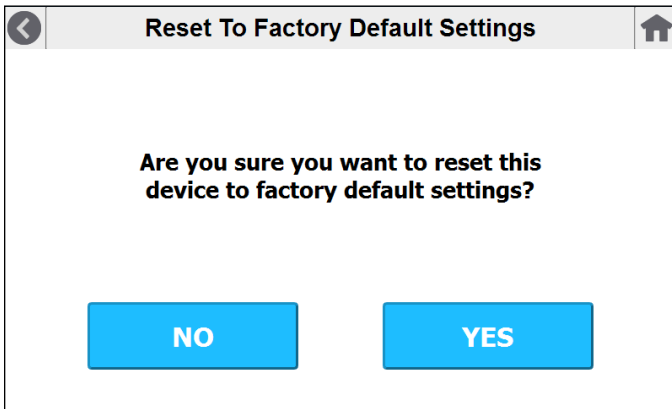 Reset To Factory Default Settings
Are you sure you want to reset this
device to factory default settings?
NO
YES